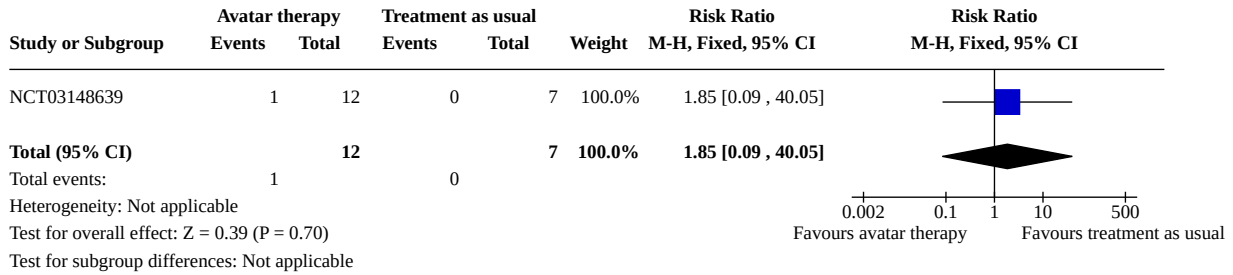 Avatar therapy Treatment as usual Risk Ratio Risk Ratio
Study or Subgroup Events Total Events Total Weight M-H, Fixed, 95% CI M-H, Fixed, 95% CI
NCT03148639 1 12 0 7 100.0% 1.85 [0.09 , 40.05]
Total (95% CI) 12 7 100.0% 1.85 [0.09 , 40.05]
Total events: 1 0
Heterogeneity: Not applicable
0.002 0.1 1 10 500
Test for overall effect: Z = 0.39 (P = 0.70) Favours avatar therapy Favours treatment as usual
Test for subgroup differences: Not applicable